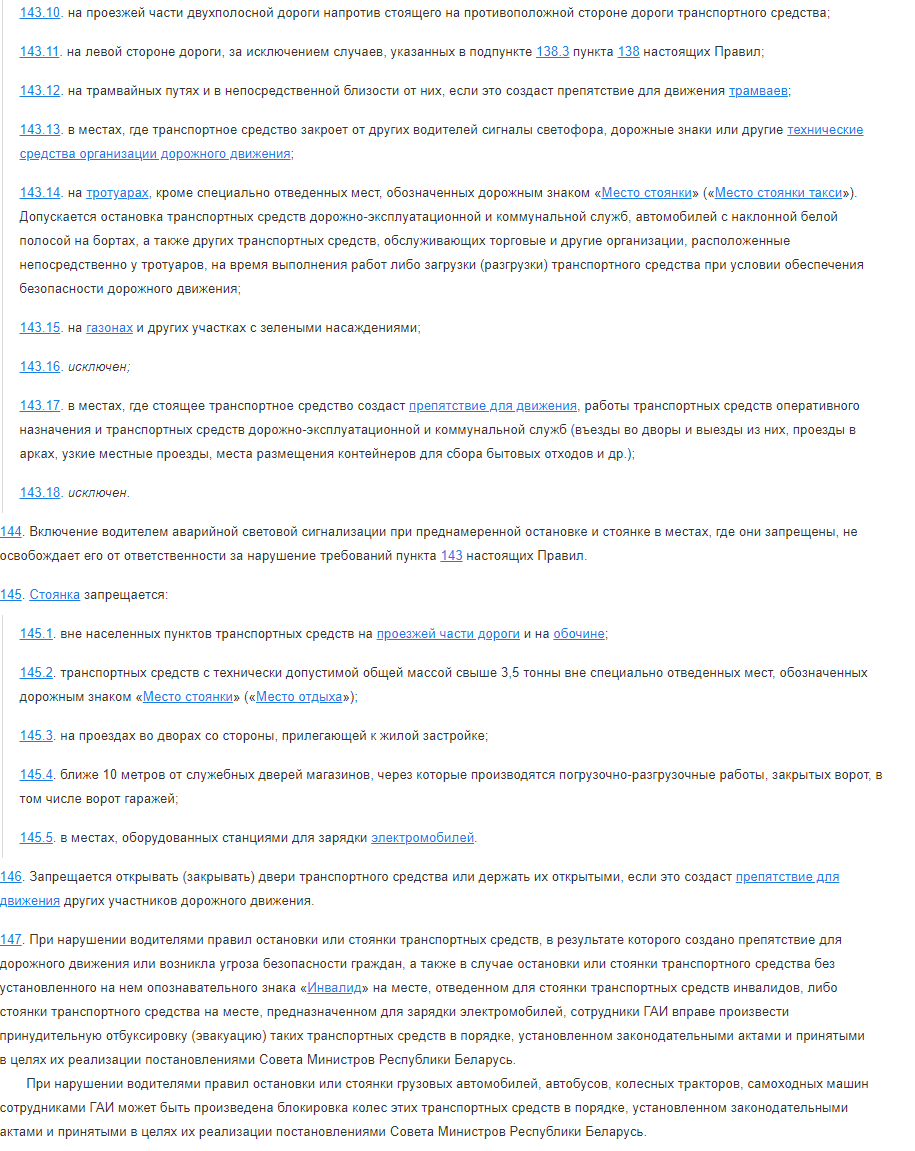 143.10. на проезжей части двухполосной дороги напротив стоящего на противоположной стороне дороги транспортного средства;
143.11. на левой стороне дороги, за исключением случаев, указанных в подпункте 138.3 пункта 138 настоящих Правил;
143.12. на трамвайных путях и в непосредственной близости от них, если это создаст препятствие для движения трамваев;
143.13. в местах, где транспортное средство закроет от других водителей сигналы светофора, дорожные знаки или другие технические
средства организации дорожного движения;
143.14. на тротуарах, кроме специально отведенных мест, обозначенных дорожным знаком «Место стоянки» («Место стоянки такси»).
Допускается остановка транспортных средств дорожно-эксплуатационной и коммунальной служб, автомобилей с наклонной белой
полосой на бортах, а также других транспортных средств, обслуживающих торговые и другие организации, расположенные
непосредственно у тротуаров, на время выполнения работ либо загрузки (разгрузки) транспортного средства при условии обеспечения
безопасности дорожного движения;
143.15. на газонах и других участках с зелеными насаждениями;
143.16. исключен;
143.17. в местах, где стоящее транспортное средство создаст препятствие для движения, работы транспортных средств оперативного
назначения и транспортных средств дорожно-эксплуатационной и коммунальной служб (въезды во дворы и выезды из них, проезды в
арках, узкие местные проезды, места размещения контейнеров для сбора бытовых отходов и др.);
143.18. исключен.
144. Включение водителем аварийной световой сигнализации при преднамеренной остановке и стоянке в местах, где они запрещены, не
освобождает его от ответственности за нарушение требований пункта 143 настоящих Правил.
145. Стоянка запрещается:
145.1. вне населенных пунктов транспортных средств на проезжей части дороги и на обочине;
145.2. транспортных средств с технически допустимой общей массой свыше 3,5 тонны вне специально отведенных мест, обозначенных
дорожным знаком «Место стоянки» («Место отдыха»);
145.3. на проездах во дворах со стороны, прилегающей к жилой застройке;
145.4. ближе 10 метров от служебных дверей магазинов, через которые производятся погрузочно-разгрузочные работы, закрытых ворот, в
том числе ворот гаражей;
145.5. в местах, оборудованных станциями для зарядки электромобилей.
146. Запрещается открывать (закрывать) двери транспортного средства или держать их открытыми, если это создаст препятствие для
движения других участников дорожного движения.
147. При нарушении водителями правил остановки или стоянки транспортных средств, в результате которого создано препятствие для
дорожного движения или возникла угроза безопасности граждан, а также в случае остановки или стоянки транспортного средства без
установленного на нем опознавательного знака «Инвалид» на месте, отведенном для стоянки транспортных средств инвалидов, либо
стоянки транспортного средства на месте, предназначенном для зарядки электромобилей, сотрудники ГАИ вправе произвести
принудительную отбуксировку (эвакуацию) таких транспортных средств в порядке, установленном законодательными актами и принятыми
в целях их реализации постановлениями Совета Министров Республики Беларусь.
При нарушении водителями правил остановки или стоянки грузовых автомобилей, автобусов, колесных тракторов, самоходных машин
сотрудниками ГАИ может быть произведена блокировка колес этих транспортных средств в порядке, установленном законодательными
актами и принятыми в целях их реализации постановлениями Совета Министров Республики Беларусь.